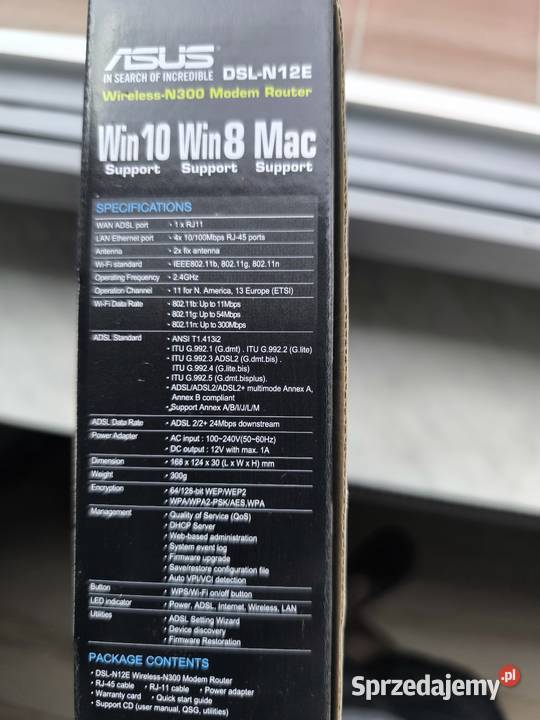 ASUS
IN SEARCH OF INCREDIBLE DSL-N12E
Wireless-N300 Modem Router
Win10 Win8 Mac
Support Support Support
SPECIFICATIONS
WAN ADSL port • 1 x RJ11
LAN Ethernet port • 4x 10/100Mbps RJ-45 ports
Antenna • 2x fix antenna
Wi-Fi standard • IEEE802.11b, 802.11g, 802.11n
Operating Frequency • 2.4GHz
Operation Channel • 11 for N. America, 13 Europe (ETSI)
Wi-Fi Data Rate • 802.11b: Up to 11Mbps
• 802.11g: Up to 54Mbps
• 802.11n: Up to 300Mbps
ADSL Standard • ANSI T1.413i2
• ITU G.992.1 (G.dmt) . ITU G.992.2 (G.lite)
• ITU G.992.3 ADSL2 (G.dmt.bis) .
ITU G.992.4 (G.lite.bis)
• ITU G.992.5 (G.dmt.bisplus).
• ADSL/ADSL2/ADSL2+ multimode Annex A,
Annex B compliant
• Support Annex A/B/I/J/L/M
ADSL Data Rate • ADSL 2/2+ 24Mbps downstream
Power Adapter • AC input : 100~240V(50~60Hz)
• DC output : 12V with max. 1A
Dimension • 168 x 124 x 30 (L x W x H) mm
Weight • 300g
Encryption • 64/128-bit WEP/WEP2
• WPA/WPA2-PSK/AES,WPA
Management • Quality of Service (QoS)
• DHCP Server
• Web-based administration
• System event log
• Firmware upgrade
• Save/restore configuration file
• Auto VPI/VCI detection
Button • WPS/Wi-Fi on/off button
LED indicator • Power, ADSL, Internet, Wireless, LAN
Utilities • ADSL Setting Wizard
• Device discovery
• Firmware Restoration
PACKAGE CONTENTS
• DSL-N12E Wireless-N300 Modem Router
• RJ-45 cable • RJ-11 cable • Power adapter
• Warranty card • Quick start guide
• Support CD (user manual, QSG, utilities)
Sprzedajemy.pl